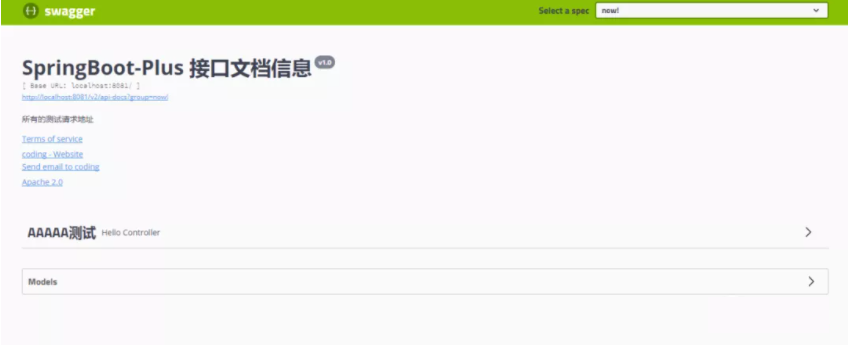 swagger
Select a spec now!
SpringBoot-Plus 接口文档信息 v1.0
[ Base URL: localhost:8081/ ]
http://localhost:8081/v2/api-docs?group=now!
所有的测试请求地址
Terms of service
coding - Website
Send email to coding
Apache 2.0
AAAAA测试 Hello Controller
Models